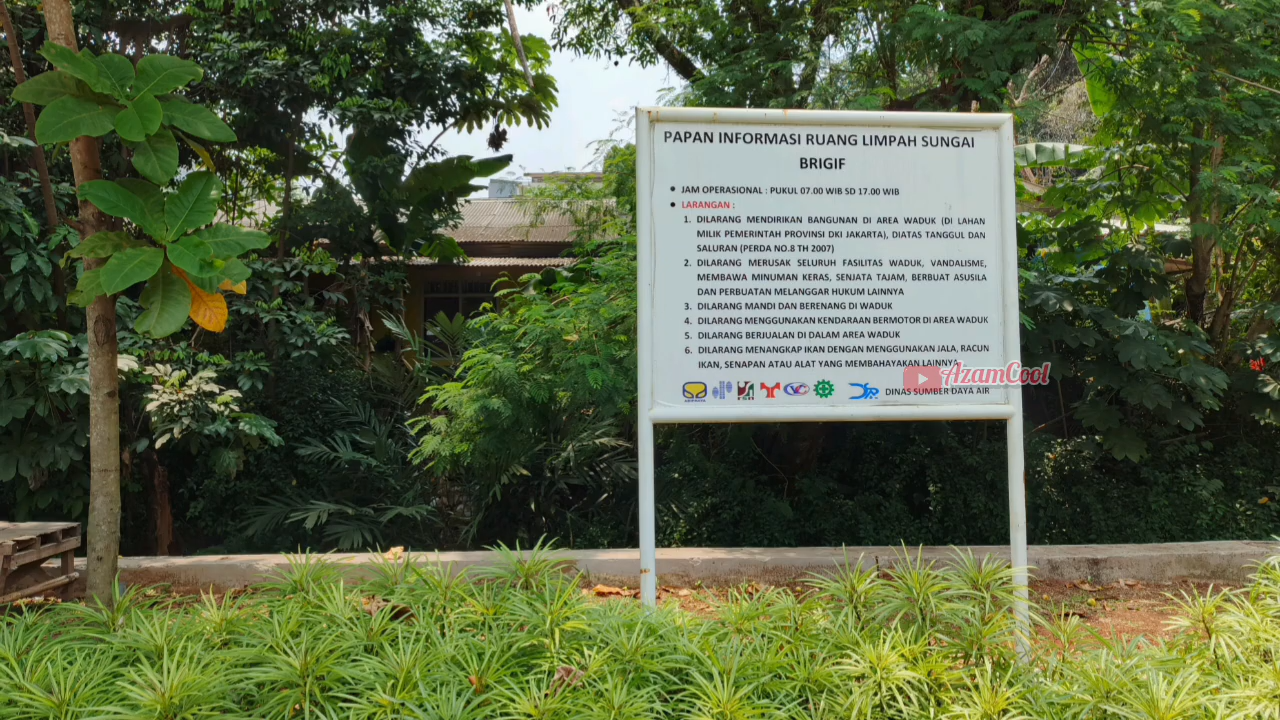 PAPAN INFORMASI RUANG LIMPAH SUNGAI
BRIGIF
• JAM OPERASIONAL : PUKUL 07.00 WIB SD 17.00 WIB
• LARANGAN :
1. DILARANG MENDIRIKAN BANGUNAN DI AREA WADUK (DI LAHAN
MILIK PEMERINTAH PROVINSI DKI JAKARTA), DIATAS TANGGUL DAN
SALURAN (PERDA NO.8 TH 2007)
2. DILARANG MERUSAK SELURUH FASILITAS WADUK, VANDALISME,
MEMBAWA MINUMAN KERAS, SENJATA TAJAM, BERBUAT ASUSILA
DAN PERBUATAN MELANGGAR HUKUM LAINNYA
3. DILARANG MANDI DAN BERENANG DI WADUK
4. DILARANG MENGGUNAKAN KENDARAAN BERMOTOR DI AREA WADUK
5. DILARANG BERJUALAN DI DALAM AREA WADUK
6. DILARANG MENANGKAP IKAN DENGAN MENGGUNAKAN JALA, RACUN
IKAN, SENAPAN ATAU ALAT YANG MEMBAHAYAKAN LAINNYA
AzamCool
DINAS SUMBER DAYA AIR